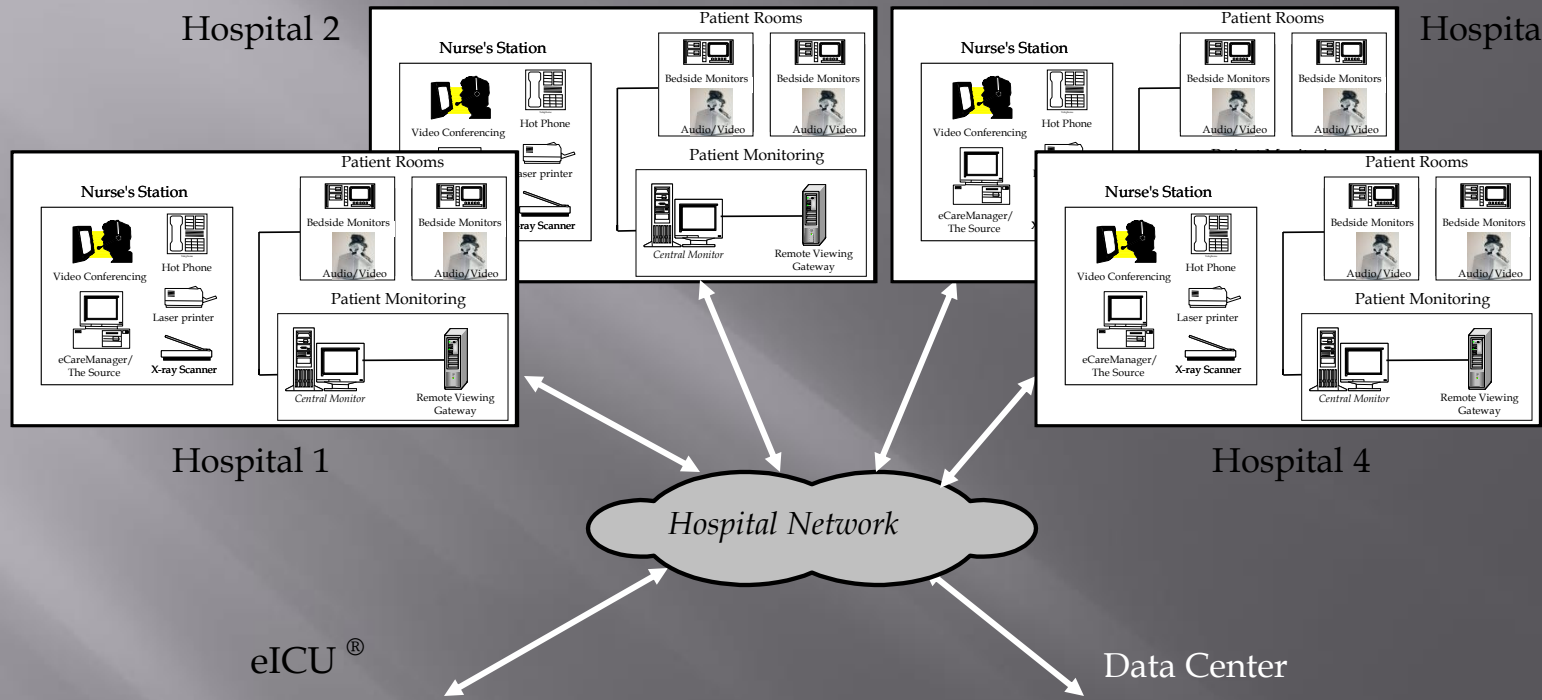 Hospital 2
Patient Rooms
Nurse's Station
Bedside Monitors
Bedside Monitors
Video Conferencing
Hot Phone
Audio/Video
Audio/Video
Patient Monitoring
Central Monitor
Remote Viewing
Gateway
X-ray Scanner
Hospital
Patient Rooms
Nurse's Station
Bedside Monitors
Bedside Monitors
Video Conferencing
Hot Phone
Audio/Video
Audio/Video
eCareManager/
The Source
Patient Rooms
Nurse's Station
Bedside Monitors
Bedside Monitors
Video Conferencing
Hot Phone
Audio/Video
Audio/Video
Patient Monitoring
Laser printer
eCareManager/
The Source
X-ray Scanner
Central Monitor
Remote Viewing
Gateway
Hospital 1
Patient Rooms
Nurse's Station
Bedside Monitors
Bedside Monitors
Video Conferencing
Hot Phone
Audio/Video
Audio/Video
Patient Monitoring
Laser printer
eCareManager/
The Source
X-ray Scanner
Central Monitor
Remote Viewing
Gateway
Hospital 4
Hospital Network
eICU ®
Data Center